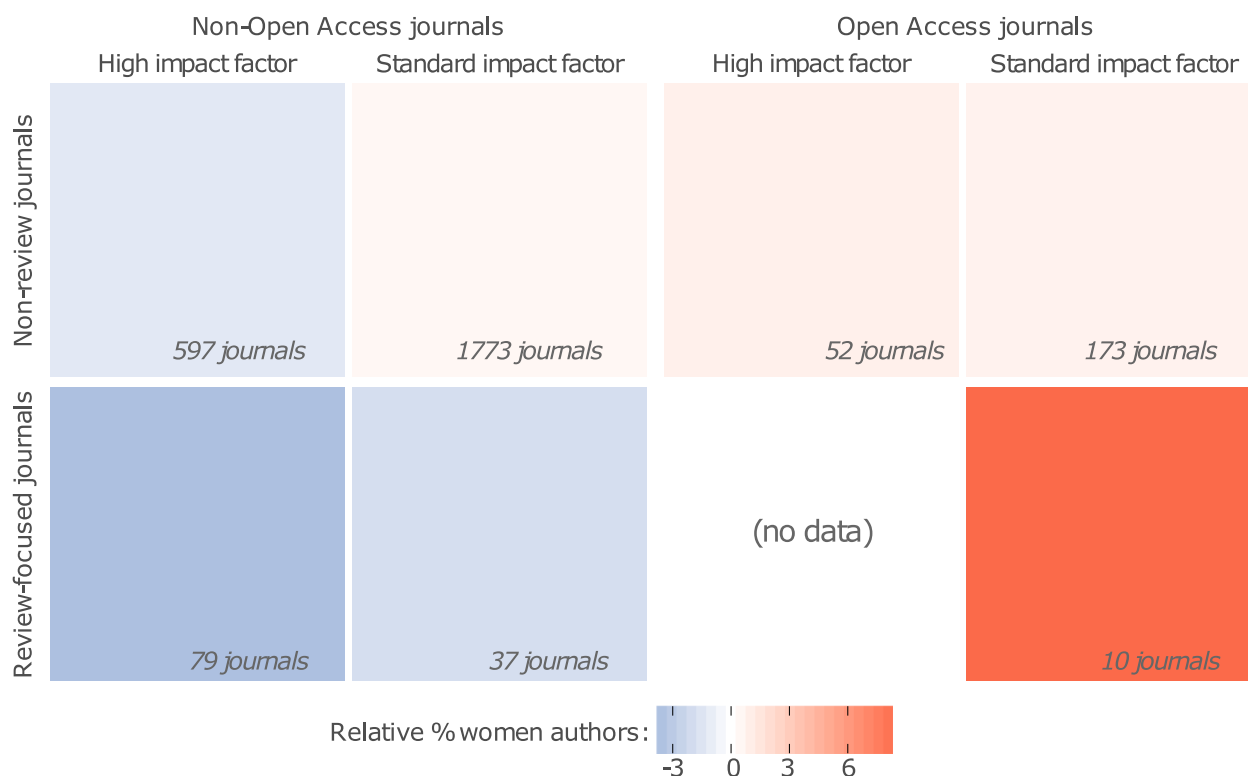 Non-Open Access journals Open Access journals
High impact factor Standard impact factor High impact factor Standard impact factor
Non-review journals
597 journals 1773 journals 52 journals 173 journals
Review-focused journals
(no data)
79 journals 37 journals 10 journals
Relative % women authors:
-3 0 3 6